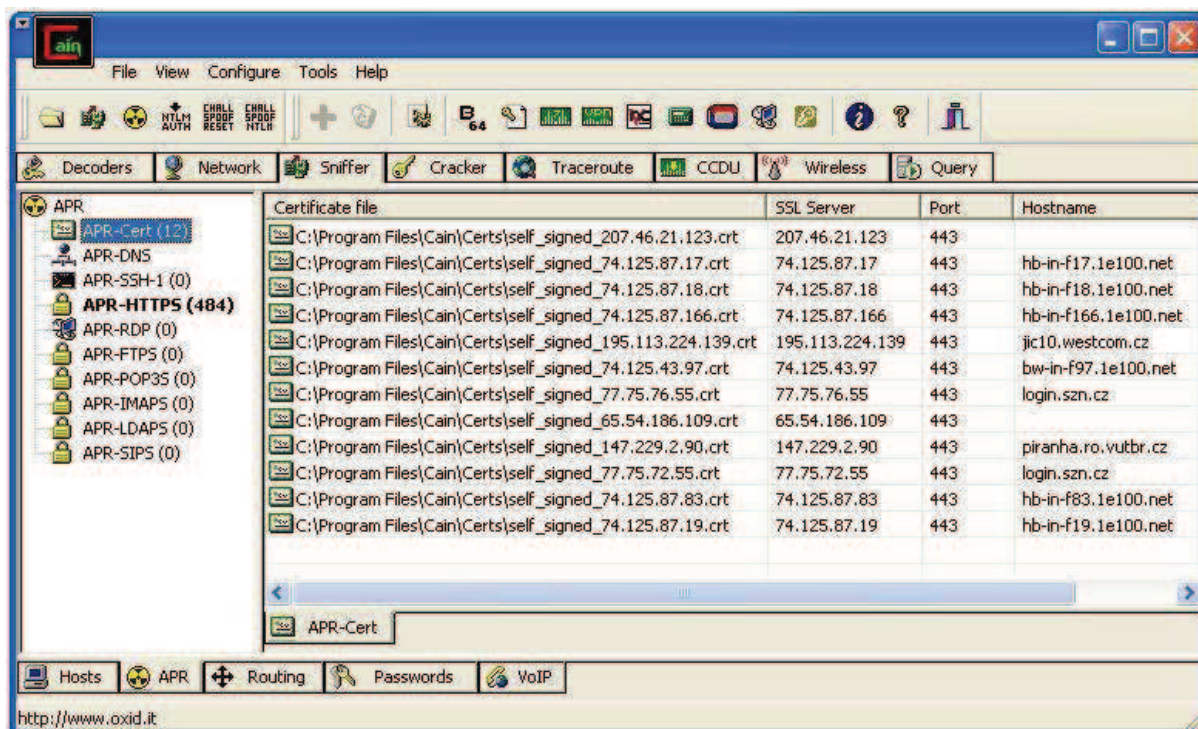 Cain
File View Configure Tools Help
NTLM AUTH CHALL SPOOF RESET CHALL SPOOF NTLM B64
Decoders Network Sniffer Cracker Traceroute CCDU Wireless Query
APR
APR-Cert (12)
APR-DNS
APR-SSH-1 (0)
APR-HTTPS (484)
APR-RDP (0)
APR-FTPS (0)
APR-POP3S (0)
APR-IMAPS (0)
APR-LDAPS (0)
APR-SIPS (0)
Certificate file SSL Server Port Hostname
C:\Program Files\Cain\Certs\self_signed_207.46.21.123.crt 207.46.21.123 443
C:\Program Files\Cain\Certs\self_signed_74.125.87.17.crt 74.125.87.17 443 hb-in-f17.1e100.net
C:\Program Files\Cain\Certs\self_signed_74.125.87.18.crt 74.125.87.18 443 hb-in-f18.1e100.net
C:\Program Files\Cain\Certs\self_signed_74.125.87.166.crt 74.125.87.166 443 hb-in-f166.1e100.net
C:\Program Files\Cain\Certs\self_signed_195.113.224.139.crt 195.113.224.139 443 jic10.westcom.cz
C:\Program Files\Cain\Certs\self_signed_74.125.43.97.crt 74.125.43.97 443 bw-in-f97.1e100.net
C:\Program Files\Cain\Certs\self_signed_77.75.76.55.crt 77.75.76.55 443 login.szn.cz
C:\Program Files\Cain\Certs\self_signed_65.54.186.109.crt 65.54.186.109 443
C:\Program Files\Cain\Certs\self_signed_147.229.2.90.crt 147.229.2.90 443 piranha.ro.vutbr.cz
C:\Program Files\Cain\Certs\self_signed_77.75.72.55.crt 77.75.72.55 443 login.szn.cz
C:\Program Files\Cain\Certs\self_signed_74.125.87.83.crt 74.125.87.83 443 hb-in-f83.1e100.net
C:\Program Files\Cain\Certs\self_signed_74.125.87.19.crt 74.125.87.19 443 hb-in-f19.1e100.net
APR-Cert
Hosts APR Routing Passwords VoIP
http://www.oxid.it